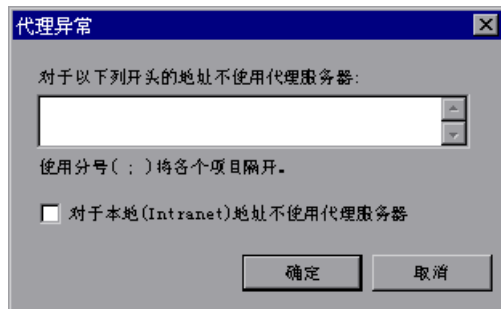 代理异常
对于以下列开头的地址不使用代理服务器:
使用分号( ; )将各个项目隔开。
对于本地(Intranet)地址不使用代理服务器
确定
取消